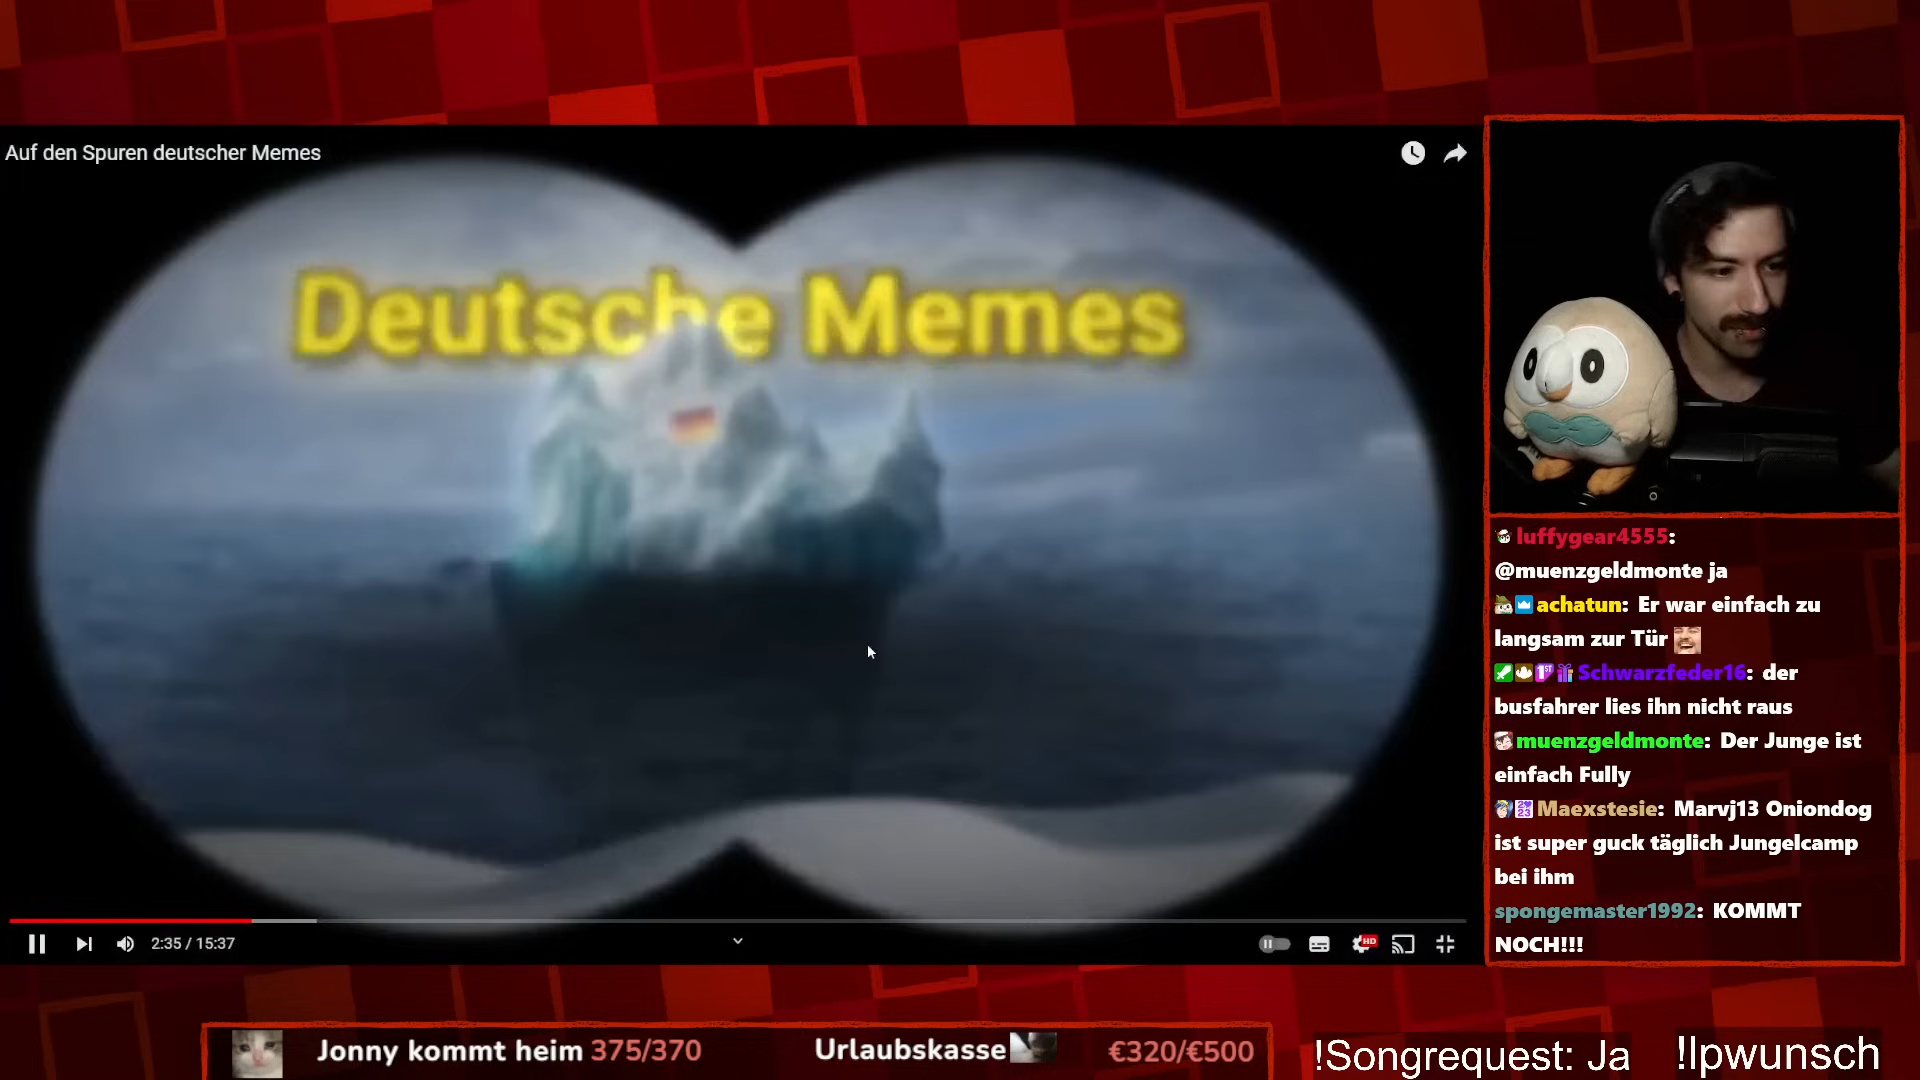 Auf den Spuren deutscher Memes
Deutsche Memes
2:35 / 15:37
HD
luffygear4555:
@muenzgeldmonte ja
achatun: Er war einfach zu
langsam zur Tür
Schwarzfeder16: der
busfahrer lies ihn nicht raus
muenzgeldmonte: Der Junge ist
einfach Fully
Maexstesie: Marvj13 Oniondog
ist super guck täglich Jungelcamp
bei ihm
spongemaster1992: KOMMT
NOCH!!!
Jonny kommt heim 375/370
Urlaubskasse €320/€500
!Songrequest: Ja
!lpwunsch